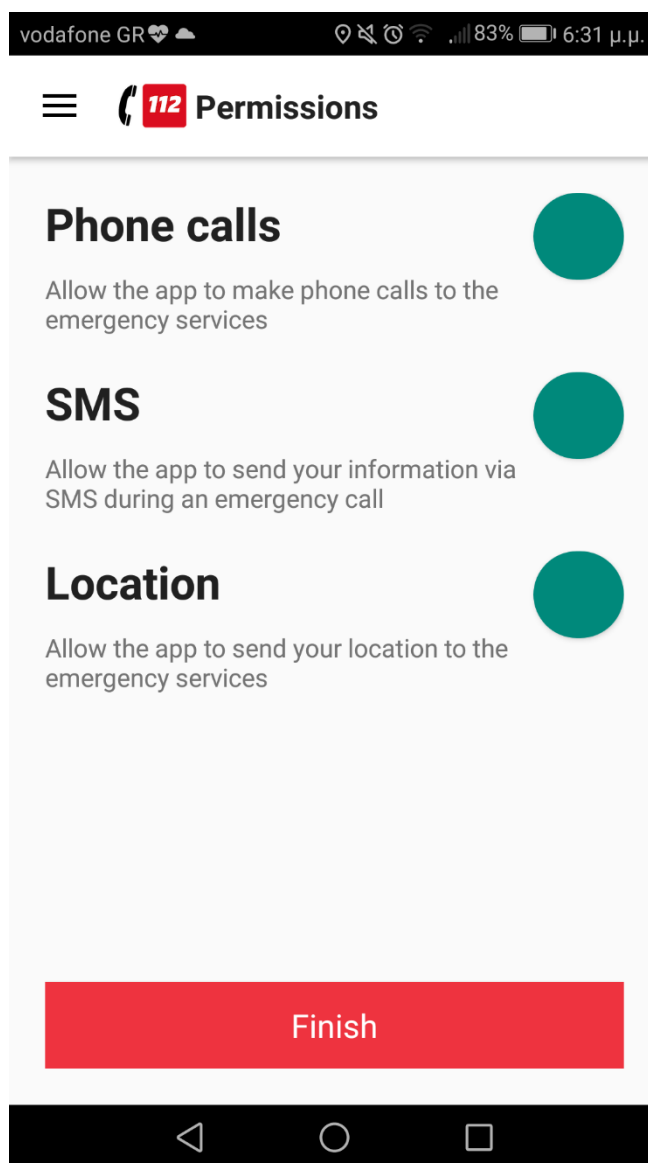 vodafone GR 83% 6:31 μ.μ.
112 Permissions
Phone calls
Allow the app to make phone calls to the
emergency services
SMS
Allow the app to send your information via
SMS during an emergency call
Location
Allow the app to send your location to the
emergency services
Finish